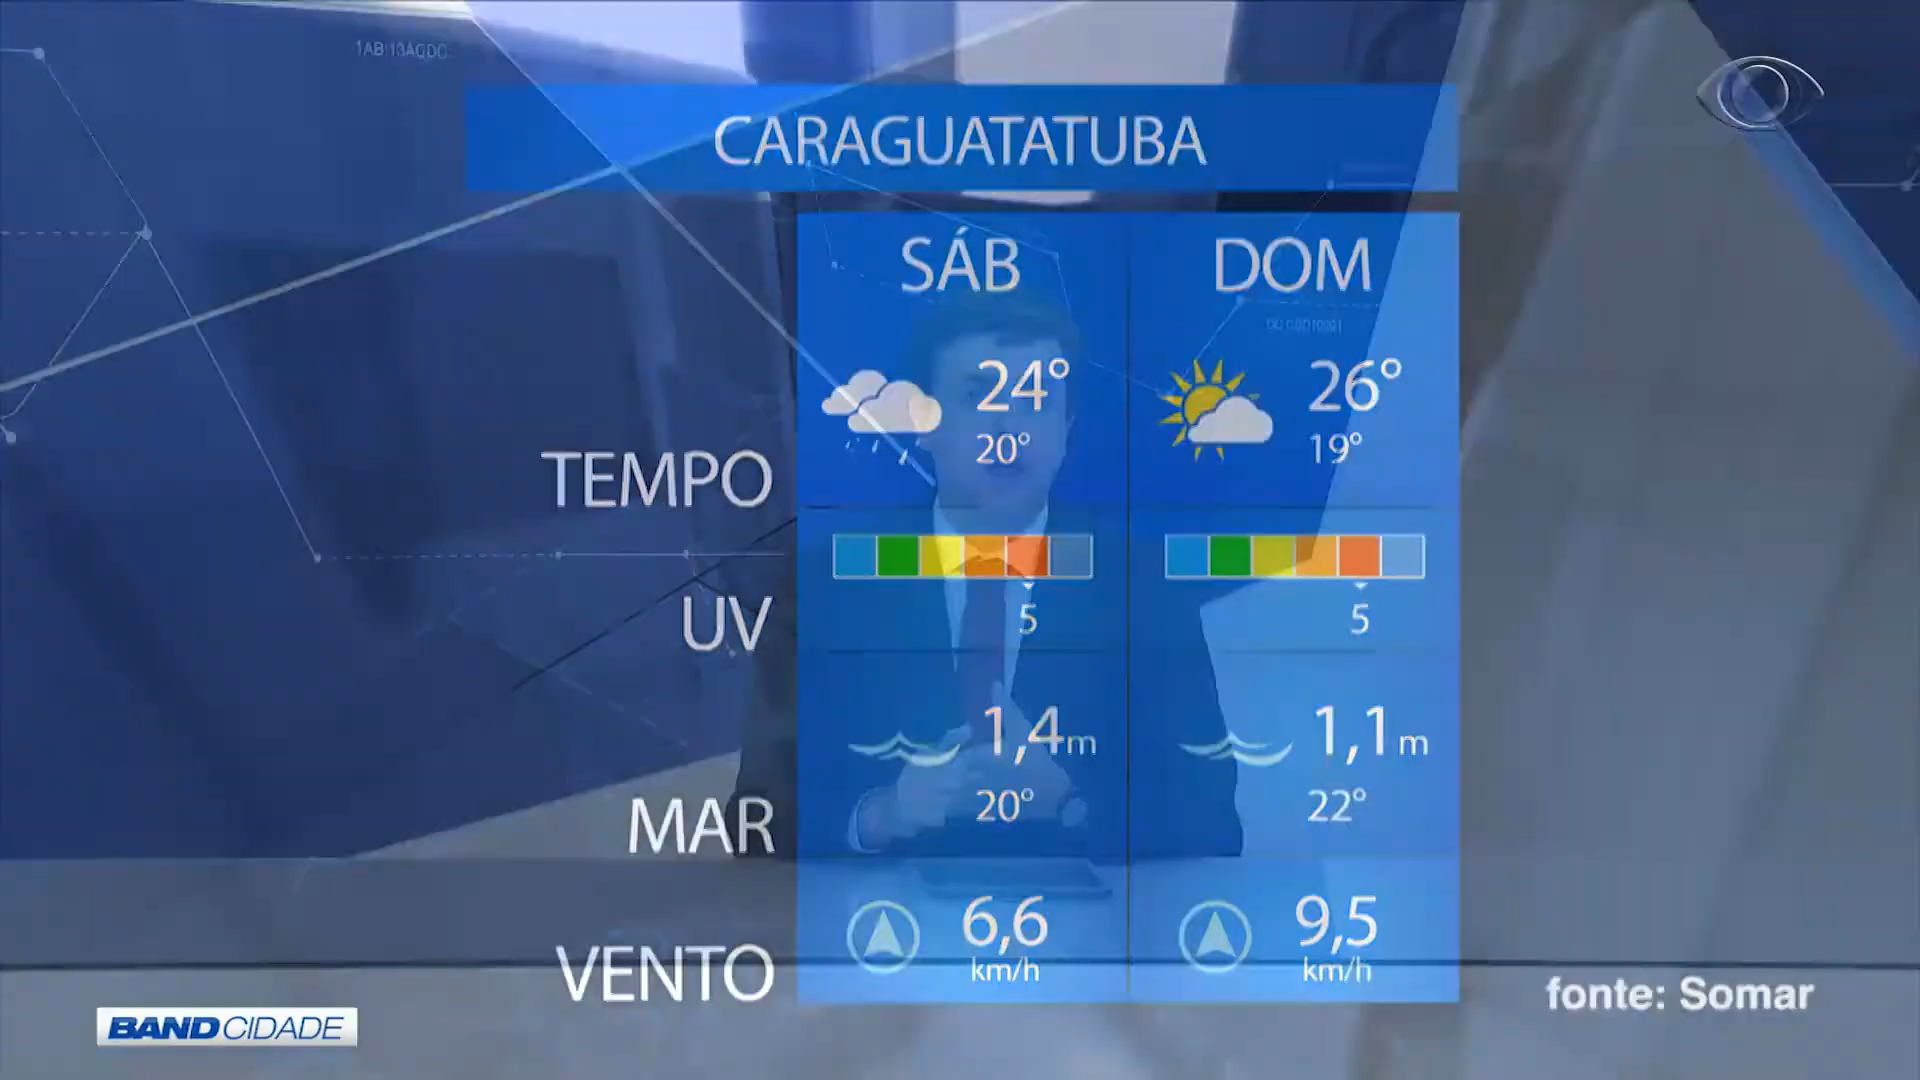 CARAGUATATUBA
SÁB DOM
TEMPO
24° 26°
20° 19°
UV
5 5
MAR
1,4m 1,1m
20° 22°
VENTO
6,6 9,5
km/h km/h
fonte: Somar
BAND CIDADE